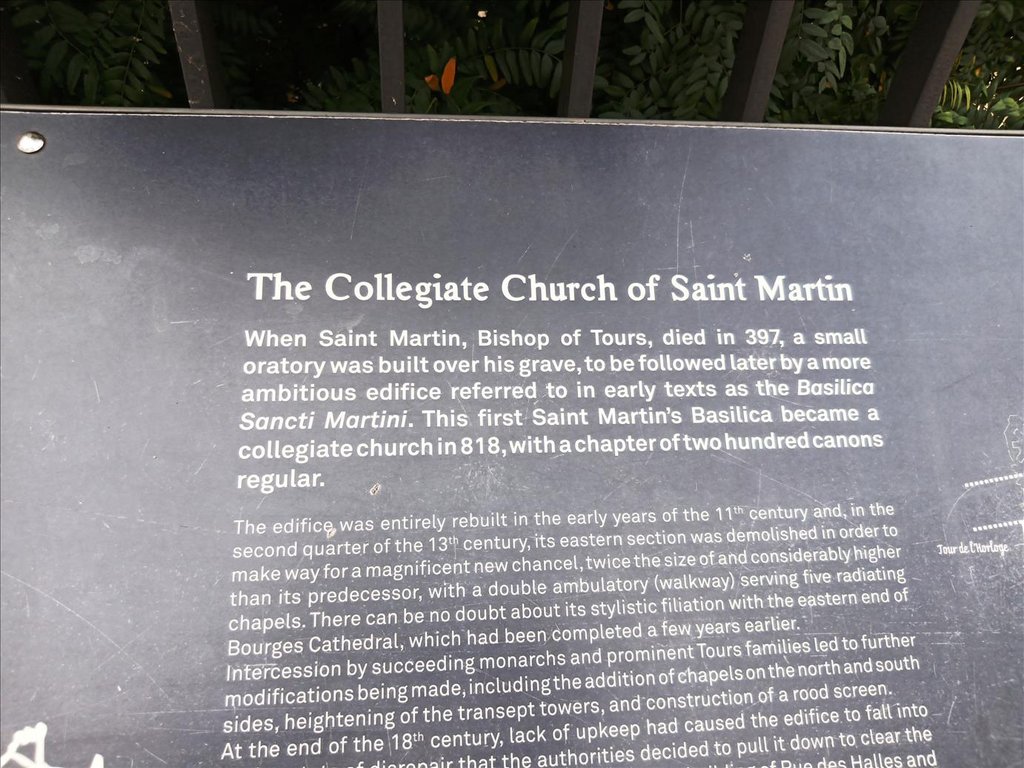 The Collegiate Church of Saint Martin
When Saint Martin, Bishop of Tours, died in 397, a small
oratory was built over his grave, to be followed later by a more
ambitious edifice referred to in early texts as the Basilica
Sancti Martini. This first Saint Martin's Basilica became a
collegiate church in 818, with a chapter of two hundred canons
regular.
The edifice was entirely rebuilt in the early years of the 11th century and, in the
second quarter of the 13th century, its eastern section was demolished in order to
make way for a magnificent new chancel, twice the size of and considerably higher
than its predecessor, with a double ambulatory (walkway) serving five radiating
chapels. There can be no doubt about its stylistic filiation with the eastern end of
Bourges Cathedral, which had been completed a few years earlier.
Intercession by succeeding monarchs and prominent Tours families led to further
modifications being made, including the addition of chapels on the north and south
sides, heightening of the transept towers, and construction of a rood screen.
At the end of the 18th century, lack of upkeep had caused the edifice to fall into
of disrepair that the authorities decided to pull it down to clear the
of Rue des Halles and
Tour de l'Horloge